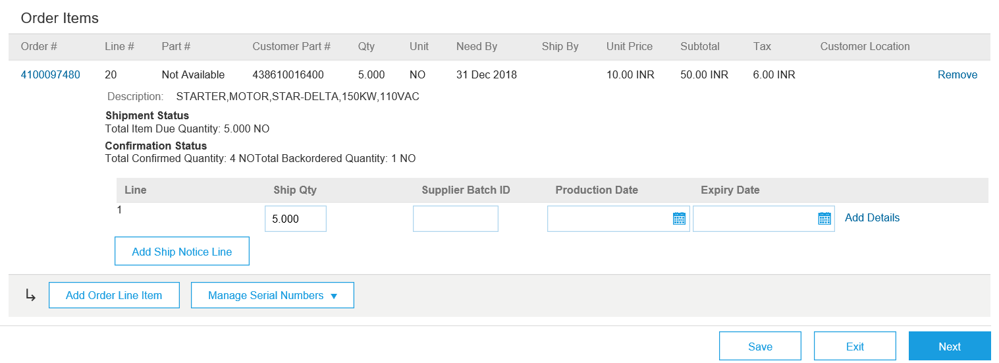 Order Items
Order # Line # Part # Customer Part # Qty Unit Need By Ship By Unit Price Subtotal Tax Customer Location
4100097480 20 Not Available 438610016400 5.000 NO 31 Dec 2018 10.00 INR 50.00 INR 6.00 INR Remove
Description: STARTER,MOTOR,STAR-DELTA,150KW,110VAC
Shipment Status
Total Item Due Quantity: 5.000 NO
Confirmation Status
Total Confirmed Quantity: 4 NOTotal Backordered Quantity: 1 NO
Line Ship Qty Supplier Batch ID Production Date Expiry Date
1 5.000 Add Details
Add Ship Notice Line
Add Order Line Item Manage Serial Numbers
Save Exit Next